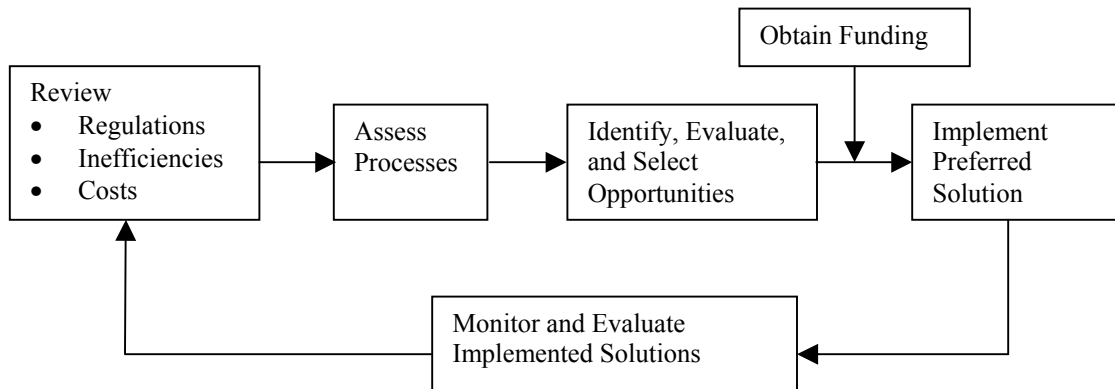 Obtain Funding
Review
• Regulations
• Inefficiencies
• Costs
Assess
Processes
Identify, Evaluate,
and Select
Opportunities
Implement
Preferred
Solution
Monitor and Evaluate
Implemented Solutions